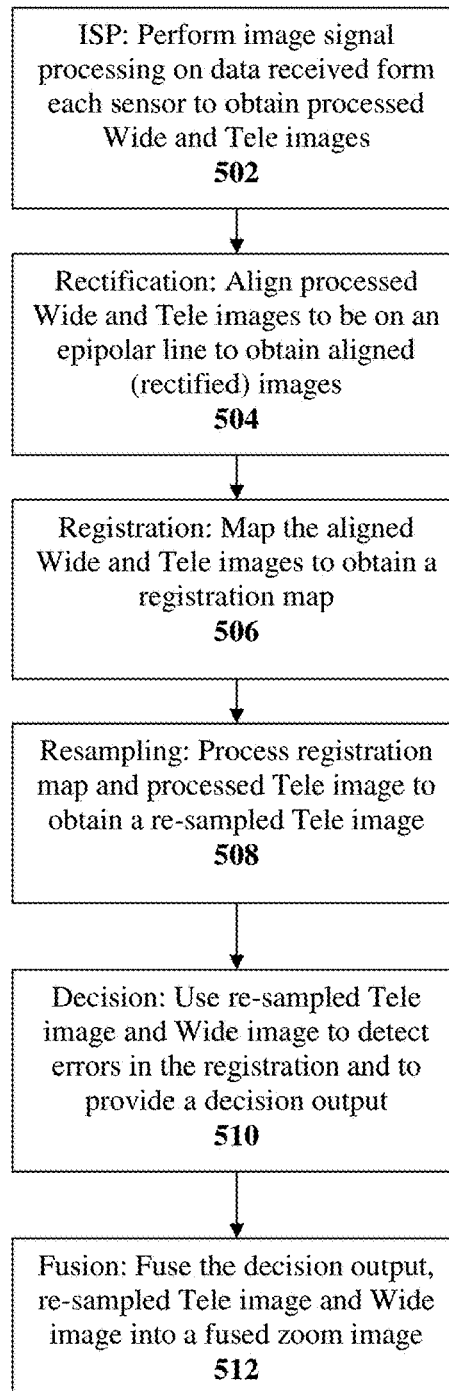 ISP: Perform image signal
processing on data received form
each sensor to obtain processed
Wide and Tele images
502
Rectification: Align processed
Wide and Tele images to be on an
epipolar line to obtain aligned
(rectified) images
504
Registration: Map the aligned
Wide and Tele images to obtain a
registration map
506
Resampling: Process registration
map and processed Tele image to
obtain a re-sampled Tele image
508
Decision: Use re-sampled Tele
image and Wide image to detect
errors in the registration and to
provide a decision output
510
Fusion: Fuse the decision output,
re-sampled Tele image and Wide
image into a fused zoom image
512